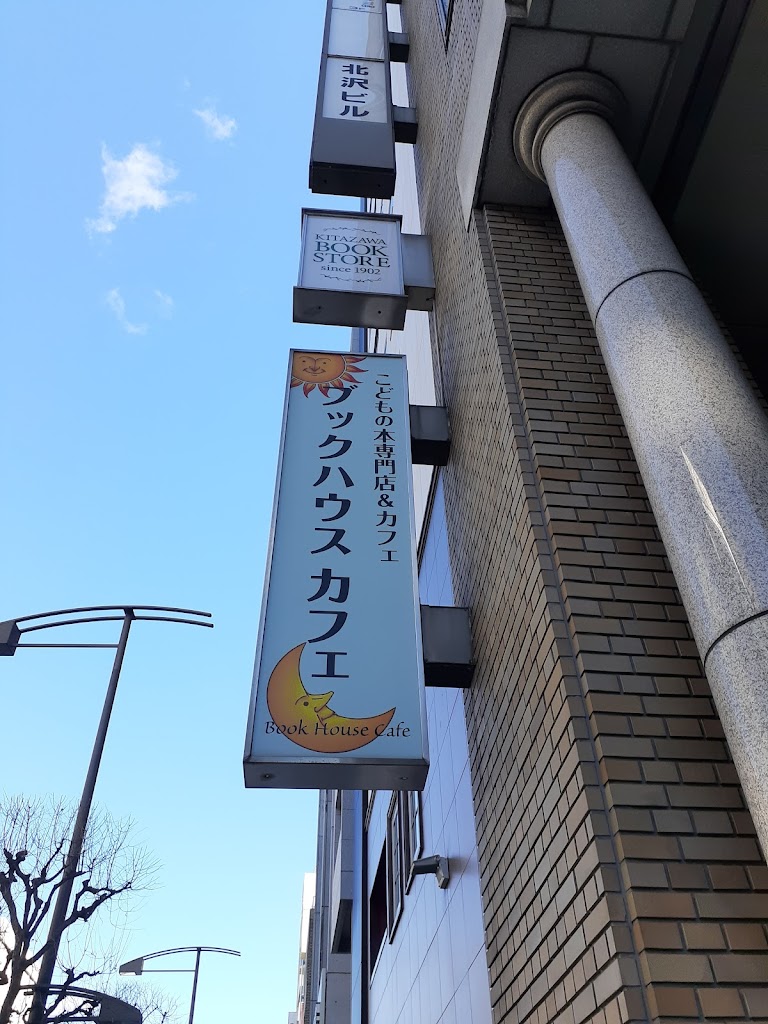 北沢ビル
KITAZAWA
BOOK
STORE
since 1902
こどもの本専門店&カフェ
ブックハウスカフェ
Book House Cafe